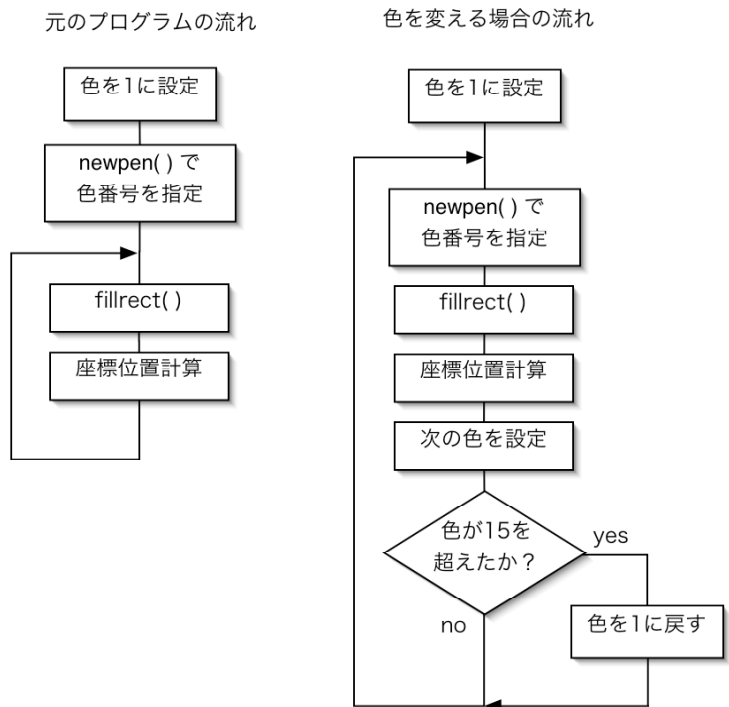 元のプログラムの流れ
色を1に設定
newpen( ) で
色番号を指定
fillrect( )
座標位置計算
色を変える場合の流れ
色を1に設定
newpen( ) で
色番号を指定
fillrect( )
座標位置計算
次の色を設定
色が15を
超えたか？
yes
no
色を1に戻す